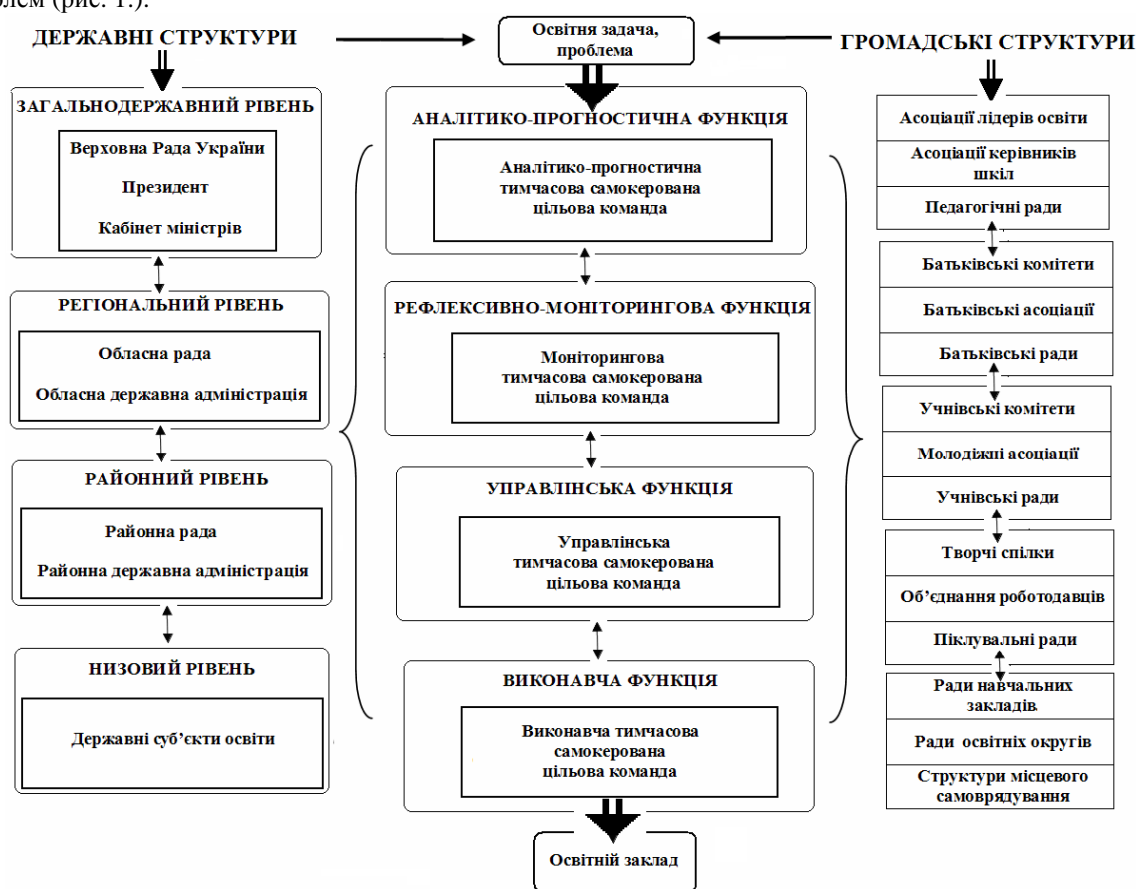 лем (рис. 1.).
ДЕРЖАВНІ СТРУКТУРИ
Освітня задача,
проблема
ГРОМАДСЬКІ СТРУКТУРИ
ЗАГАЛЬНОДЕРЖАВНИЙ РІВЕНЬ
Верховна Рада України
Президент
Кабінет міністрів
РЕГІОНАЛЬНИЙ РІВЕНЬ
Обласна рада
Обласна державна адміністрація
РАЙОННИЙ РІВЕНЬ
Районна рада
Районна державна адміністрація
НИЗОВИЙ РІВЕНЬ
Державні суб’єкти освіти
АНАЛІТИКО-ПРОГНОСТИЧНА ФУНКЦІЯ
Аналітико-прогностична
тимчасова самокерована
цільова команда
РЕФЛЕКСИВНО-МОНІТОРИНГОВА ФУНКЦІЯ
Моніторингова
тимчасова самокерована
цільова команда
УПРАВЛІНСЬКА ФУНКЦІЯ
Управлінська
тимчасова самокерована
цільова команда
ВИКОНАВЧА ФУНКЦІЯ
Виконавча тимчасова
самокерована
цільова команда
Освітній заклад
Асоціації лідерів освіти
Асоціації керівників
шкіл
Педагогічні ради
Батьківські комітети
Батьківські асоціації
Батьківські ради
Учнівські комітети
Молодіжні асоціації
Учнівські ради
Творчі спілки
Об’єднання роботодавців
Піклувальні ради
Ради навчальних
закладів
Ради освітніх округів
Структури місцевого
самоврядування